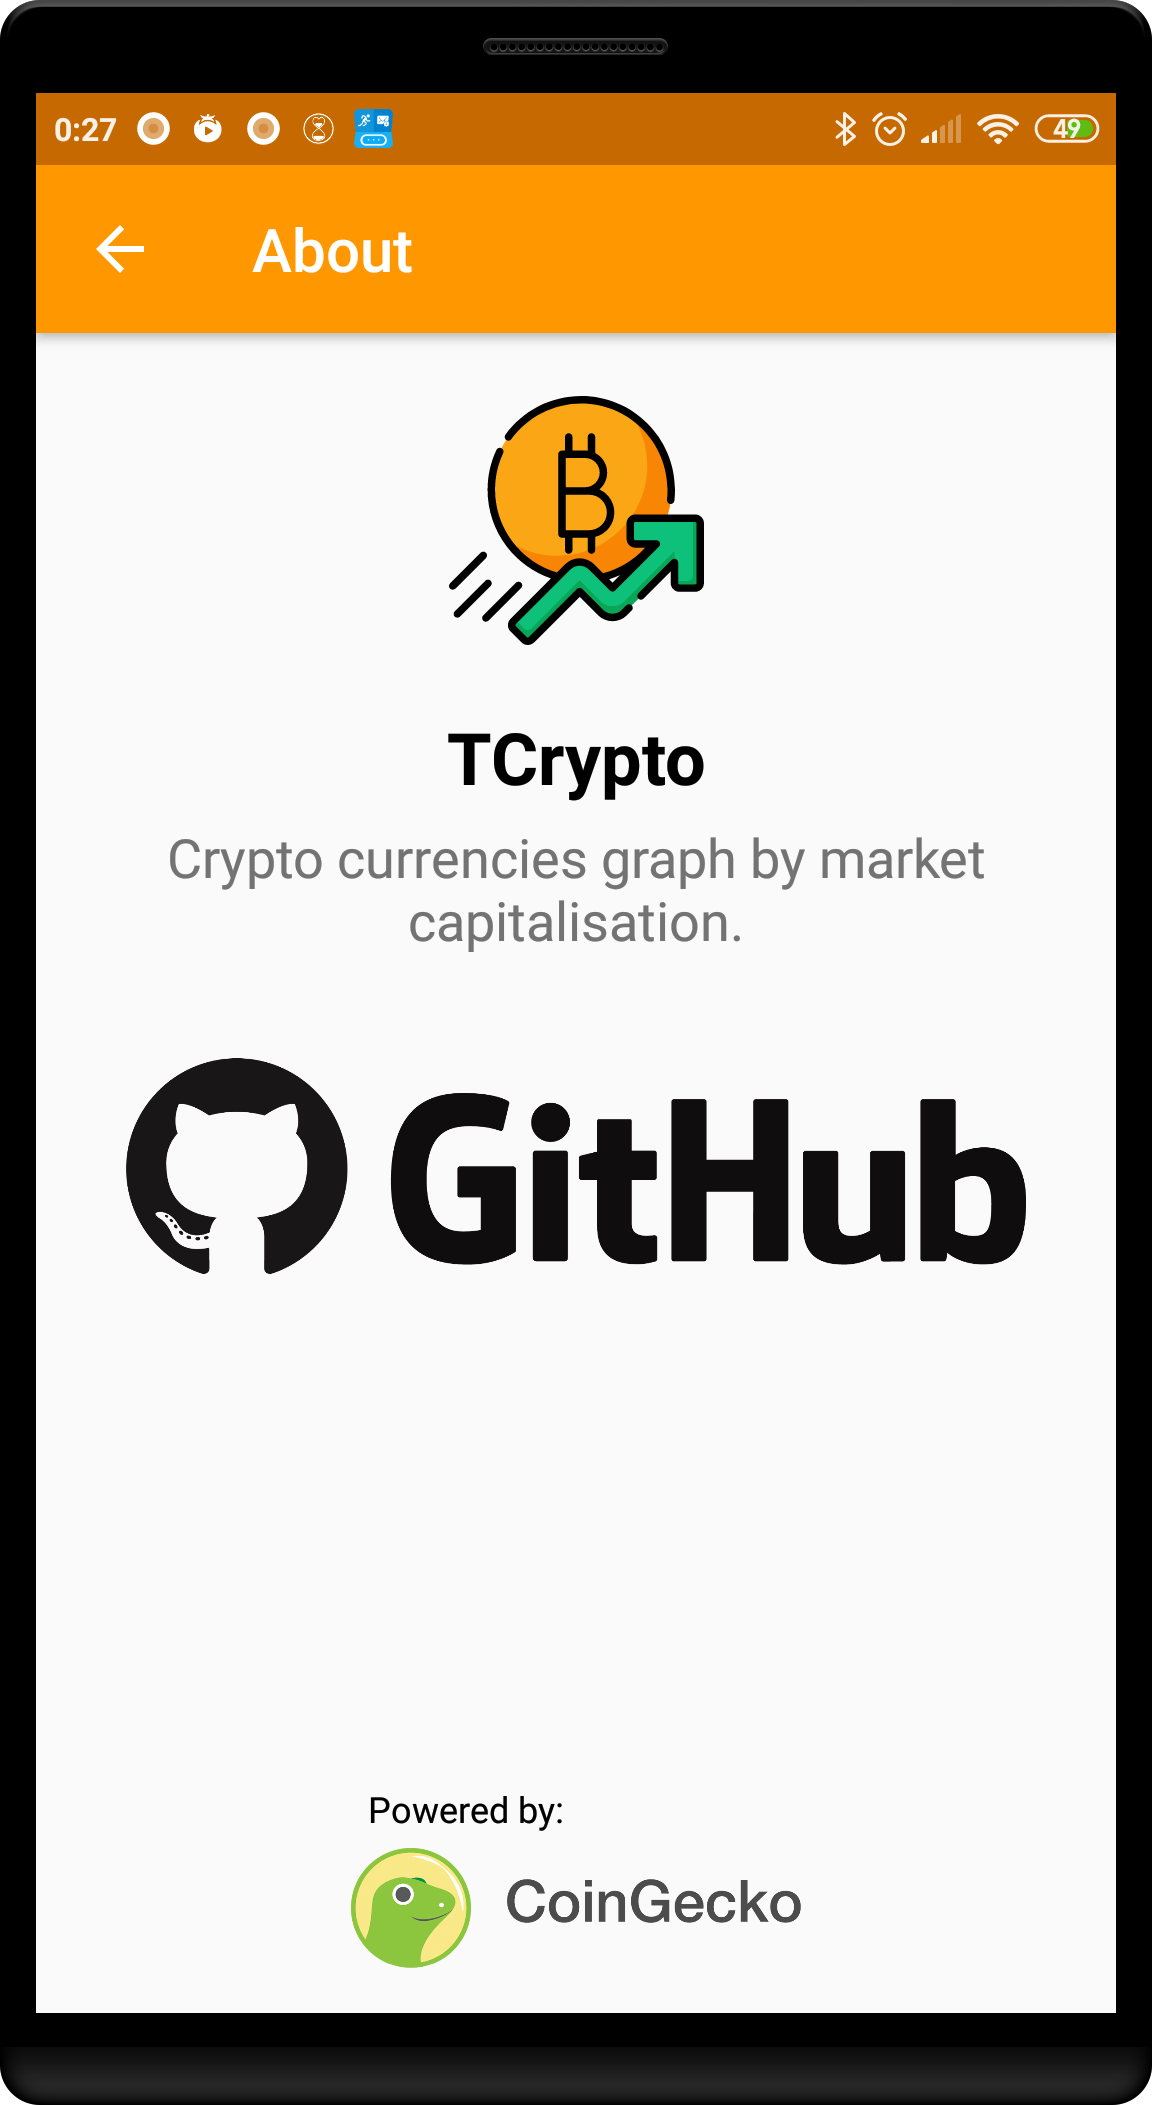 0:27
49
About
TCrypto
Crypto currencies graph by market
capitalisation.
GitHub
Powered by:
CoinGecko